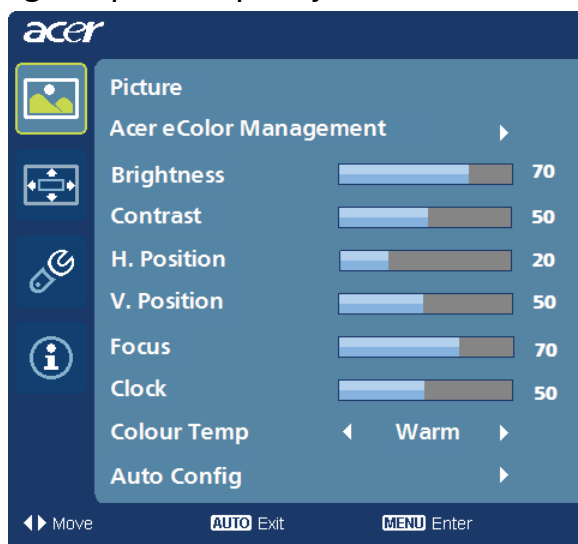 acer
Picture
Acer eColor Management
Brightness 70
Contrast 50
H. Position 20
V. Position 50
Focus 70
Clock 50
Colour Temp Warm
Auto Config
Move AUTO Exit MENU Enter